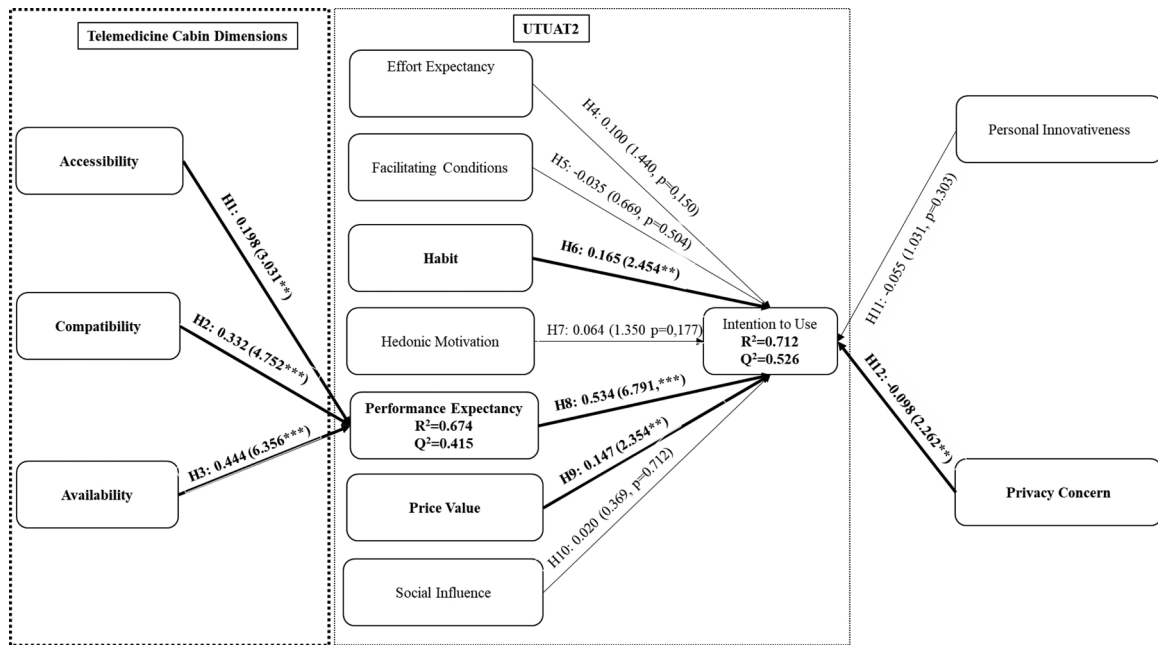 Telemedicine Cabin Dimensions
UTUAT2
Effort Expectancy
Facilitating Conditions
Habit
Hedonic Motivation
Performance Expectancy
R²=0.674
Q²=0.415
Price Value
Social Influence
Accessibility
Compatibility
Availability
H1: 0.198 (3.031**)
H2: 0.332 (4.752***)
H3: 0.444 (6.356***)
H4: 0.100 (1.440, p=0,150)
H5: -0.035 (0.669, p=0.504)
H6: 0.165 (2.454**)
H7: 0.064 (1.350 p=0,177)
H8: 0.534 (6.791,***)
H9: 0.147 (2.354**)
H10: 0.020 (0.369, p=0.712)
Intention to Use
R²=0.712
Q²=0.526
Personal Innovativeness
H11: -0.055 (1.031, p=0.303)
H12: -0.098 (2.262**)
Privacy Concern